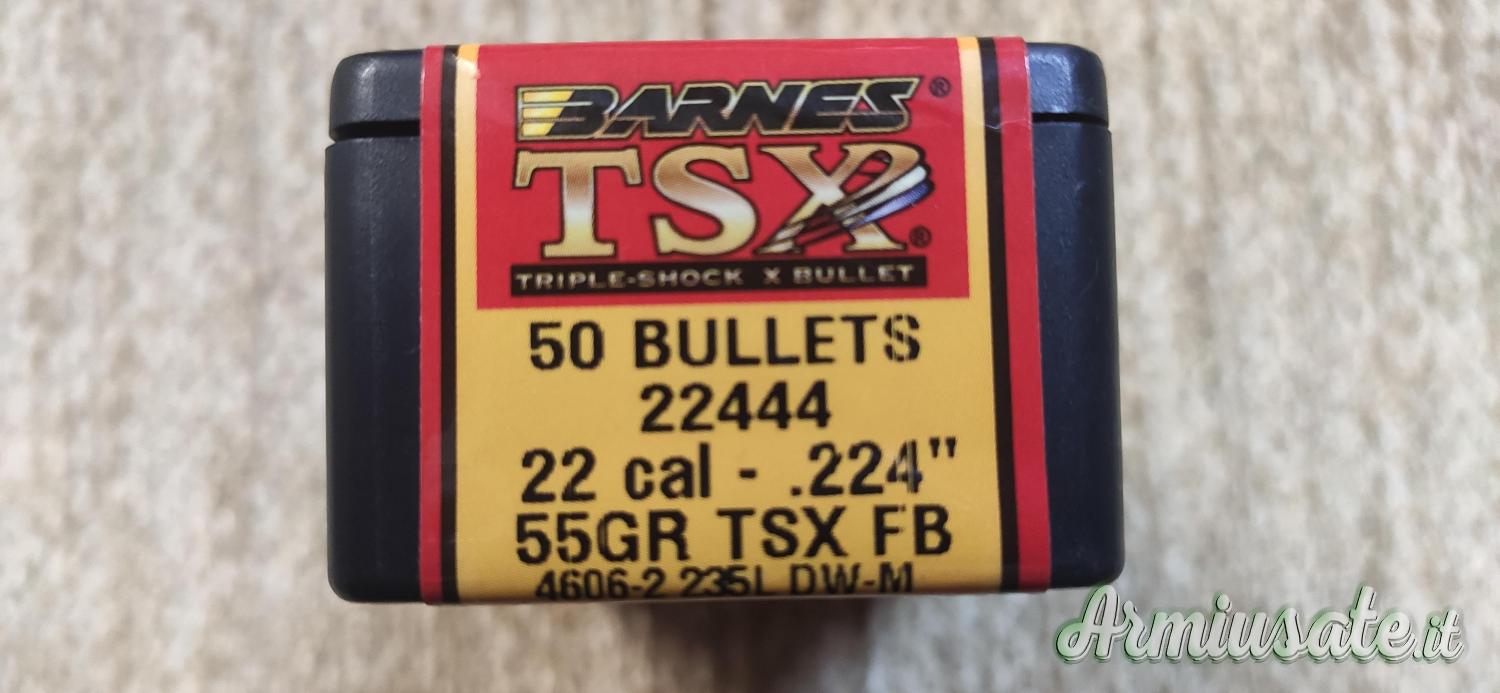 BARNES®
TSX®
TRIPLE-SHOCK X BULLET
50 BULLETS
22444
22 cal - .224"
55GR TSX FB
4606-2 235L DW-M
Armiusate.it